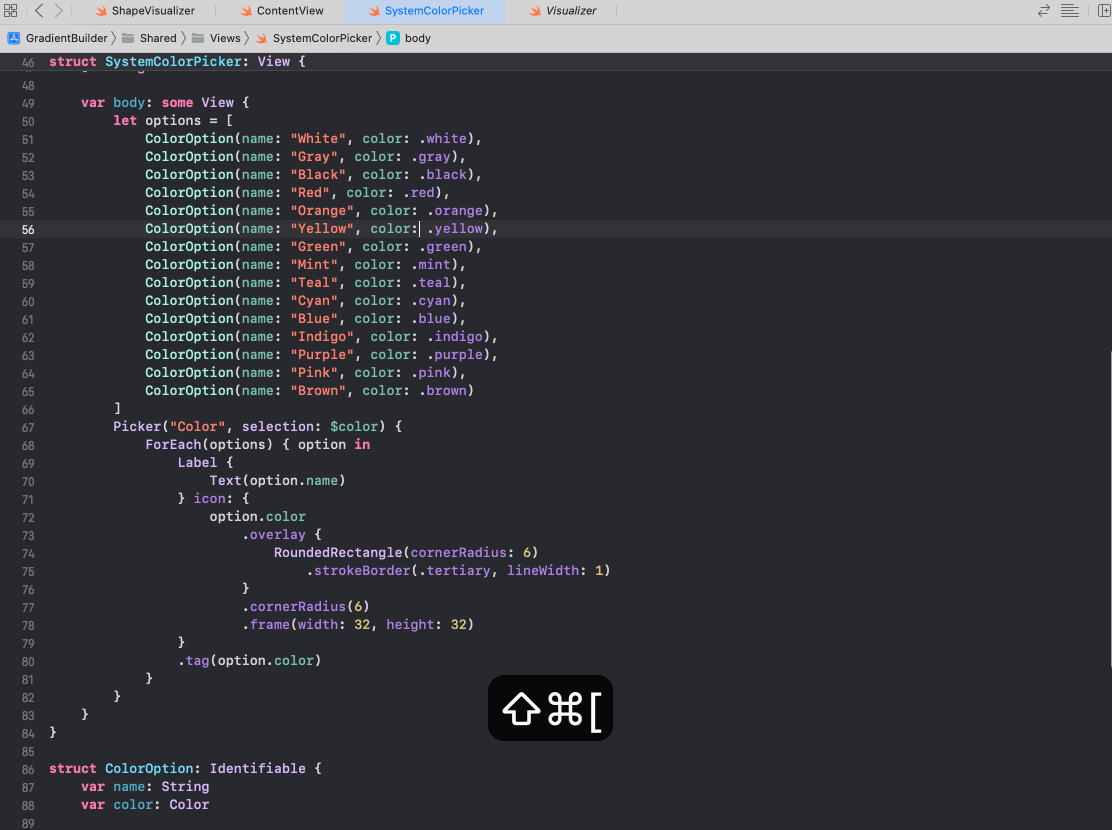 ShapeVisualizer ContentView SystemColorPicker Visualizer
GradientBuilder Shared Views SystemColorPicker P body
46 struct SystemColorPicker: View {
48
49 var body: some View {
50 let options = [
51 ColorOption(name: "White", color: .white),
52 ColorOption(name: "Gray", color: .gray),
53 ColorOption(name: "Black", color: .black),
54 ColorOption(name: "Red", color: .red),
55 ColorOption(name: "Orange", color: .orange),
56 ColorOption(name: "Yellow", color: .yellow),
57 ColorOption(name: "Green", color: .green),
58 ColorOption(name: "Mint", color: .mint),
59 ColorOption(name: "Teal", color: .teal),
60 ColorOption(name: "Cyan", color: .cyan),
61 ColorOption(name: "Blue", color: .blue),
62 ColorOption(name: "Indigo", color: .indigo),
63 ColorOption(name: "Purple", color: .purple),
64 ColorOption(name: "Pink", color: .pink),
65 ColorOption(name: "Brown", color: .brown)
66 ]
67 Picker("Color", selection: $color) {
68 ForEach(options) { option in
69 Label {
70 Text(option.name)
71 } icon: {
72 option.color
73 .overlay {
74 RoundedRectangle(cornerRadius: 6)
75 .strokeBorder(.tertiary, lineWidth: 1)
76 }
77 .cornerRadius(6)
78 .frame(width: 32, height: 32)
79 }
80 .tag(option.color)
81 }
82 }
83 }
84 }
⇧⌘[
85
86 struct ColorOption: Identifiable {
87 var name: String
88 var color: Color
89